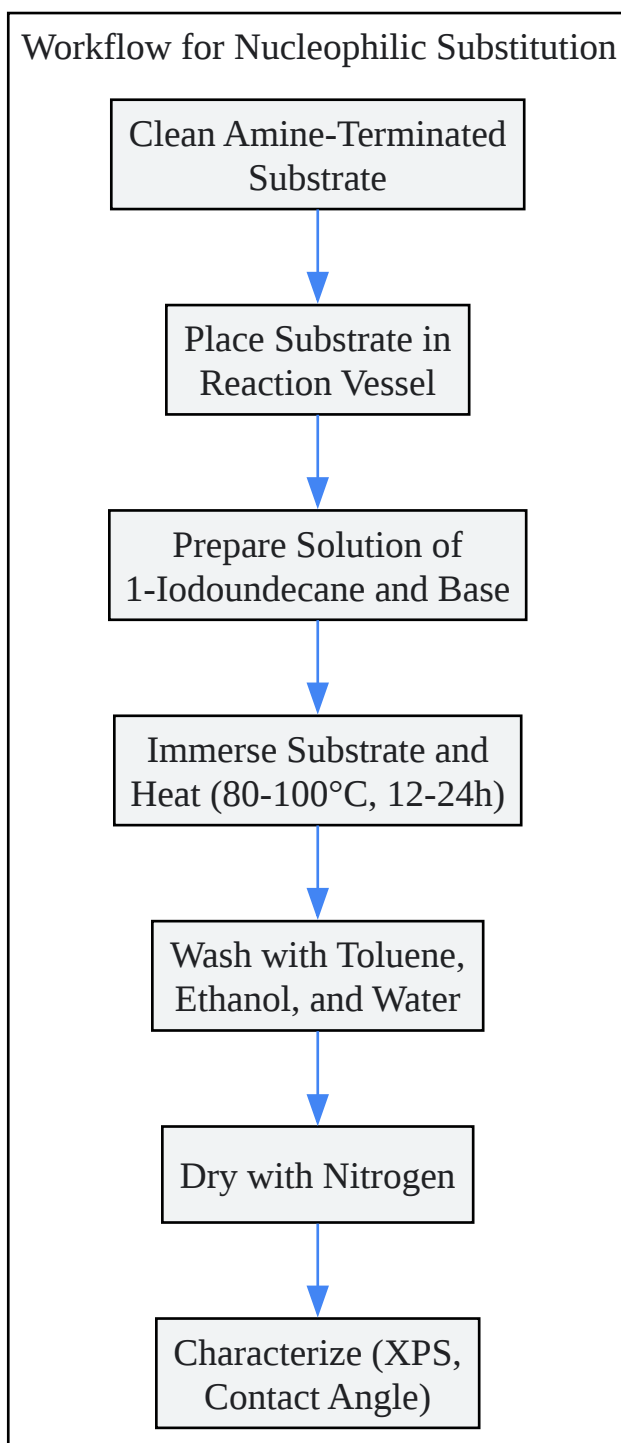 Workflow for Nucleophilic Substitution
Clean Amine-Terminated
Substrate
Place Substrate in
Reaction Vessel
Prepare Solution of
1-Iodoundecane and Base
Immerse Substrate and
Heat (80-100°C, 12-24h)
Wash with Toluene,
Ethanol, and Water
Dry with Nitrogen
Characterize (XPS,
Contact Angle)